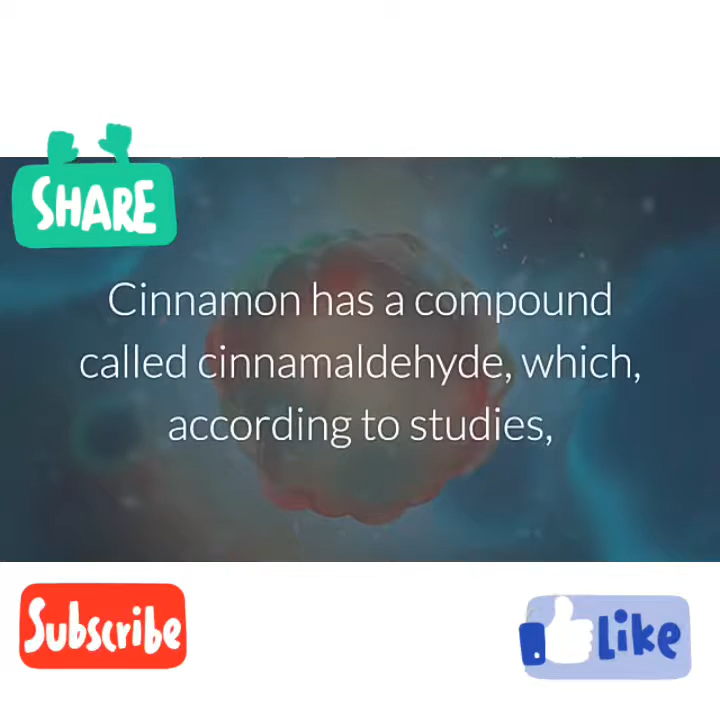 SHARE
Cinnamon has a compound
called cinnamaldehyde, which,
according to studies,
Subscribe
Like